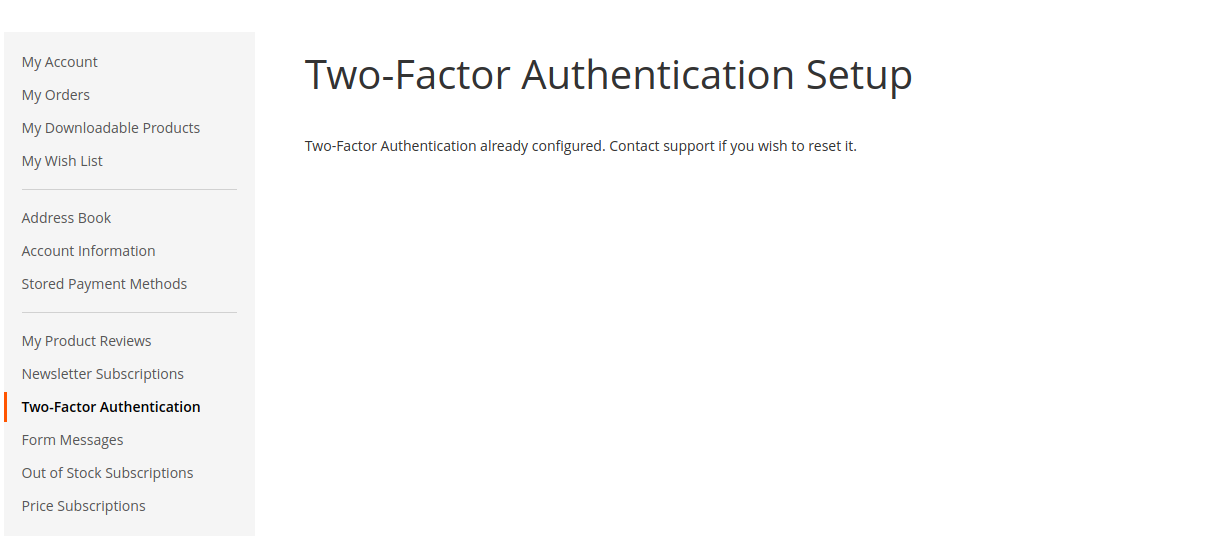 My Account
My Orders
My Downloadable Products
My Wish List
Address Book
Account Information
Stored Payment Methods
My Product Reviews
Newsletter Subscriptions
Two-Factor Authentication
Form Messages
Out of Stock Subscriptions
Price Subscriptions
Two-Factor Authentication Setup
Two-Factor Authentication already configured. Contact support if you wish to reset it.